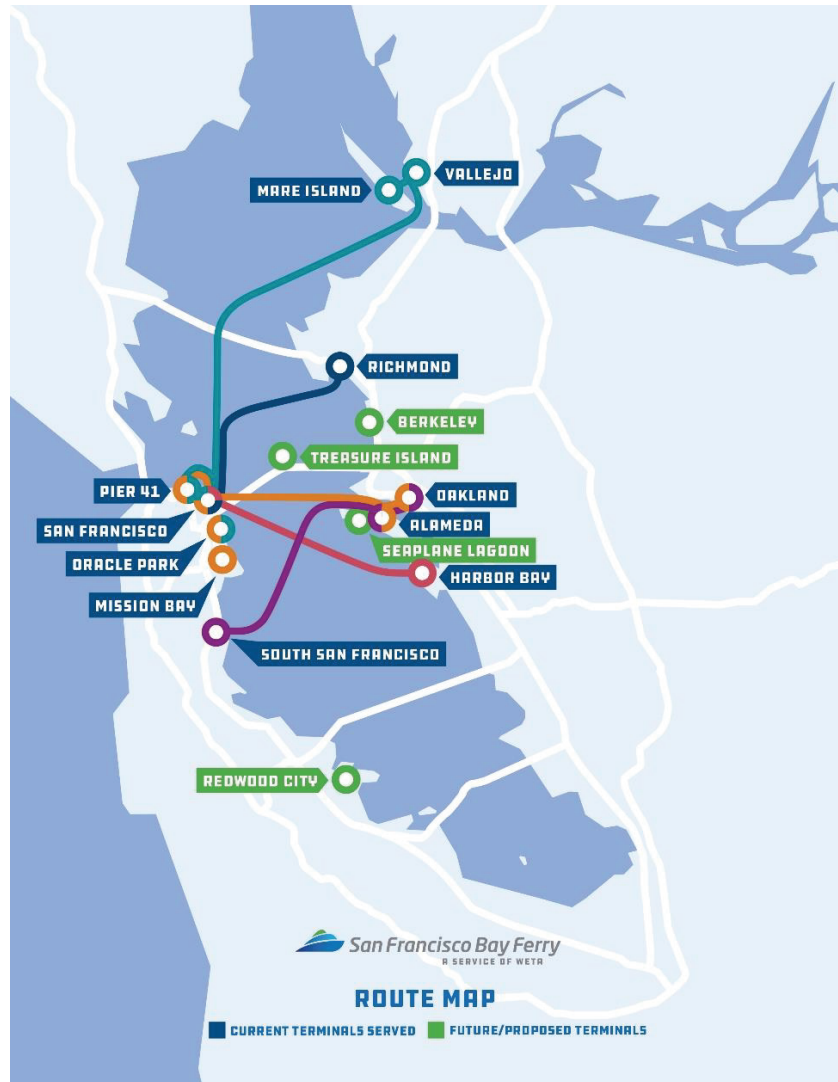 VALLEJO
MARE ISLAND
RICHMOND
BERKELEY
TREASURE ISLAND
PIER 41
OAKLAND
SAN FRANCISCO
ALAMEDA
SEAPLANE LAGOON
ORACLE PARK
HARBOR BAY
MISSION BAY
SOUTH SAN FRANCISCO
REDWOOD CITY
San Francisco Bay Ferry
A SERVICE OF WETA
ROUTE MAP
CURRENT TERMINALS SERVED
FUTURE/PROPOSED TERMINALS